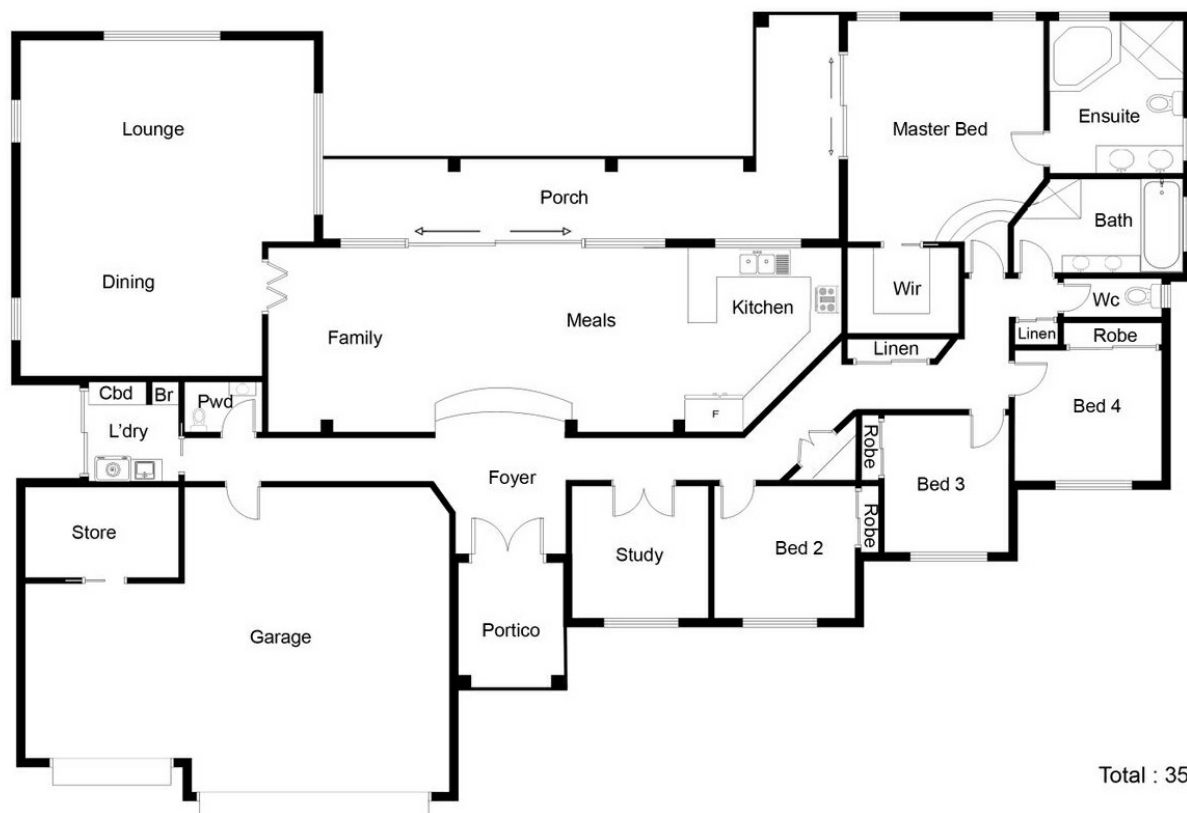 Lounge
Master Bed
Ensuite
Porch
Bath
Dining
Wir
Wc
Family
Meals
Kitchen
Linen
Robe
Linen
Cbd
Br
Pwd
F
Bed 4
L'dry
Robe
Foyer
Bed 3
Store
Study
Bed 2
Robe
Garage
Portico
Total : 35